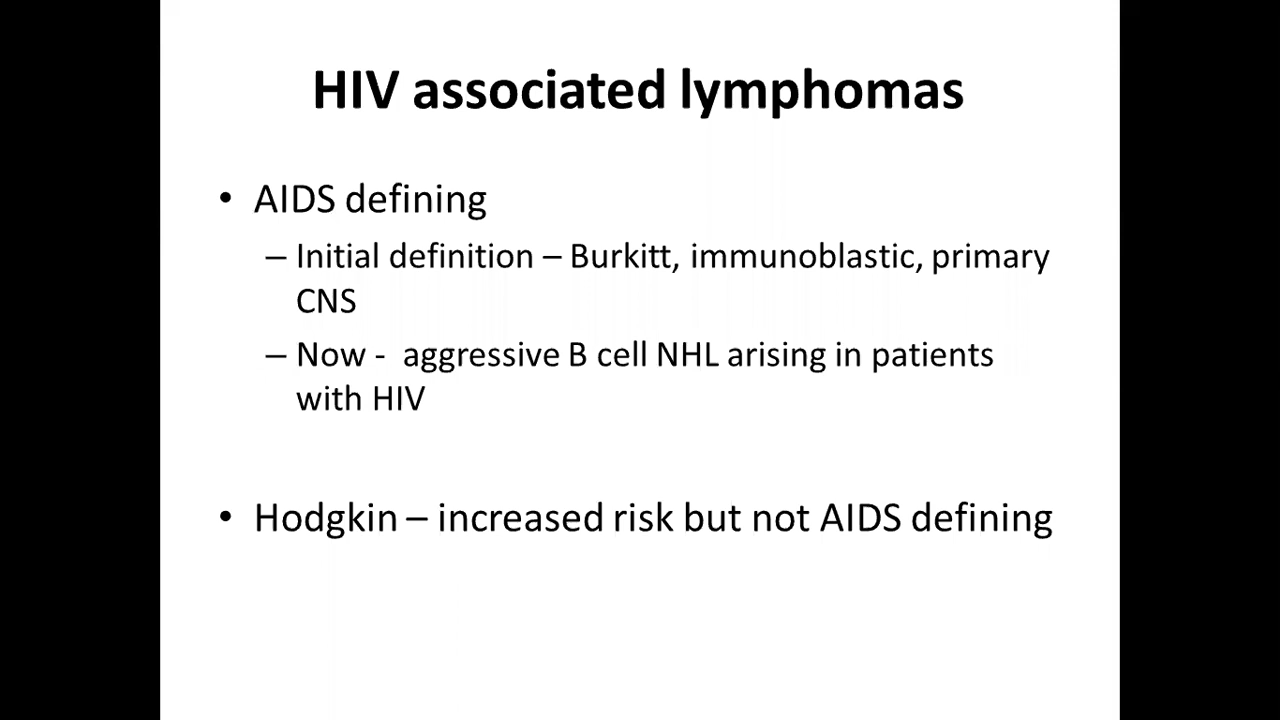 HIV associated lymphomas
• AIDS defining
– Initial definition – Burkitt, immunoblastic, primary
CNS
– Now - aggressive B cell NHL arising in patients
with HIV
• Hodgkin – increased risk but not AIDS defining